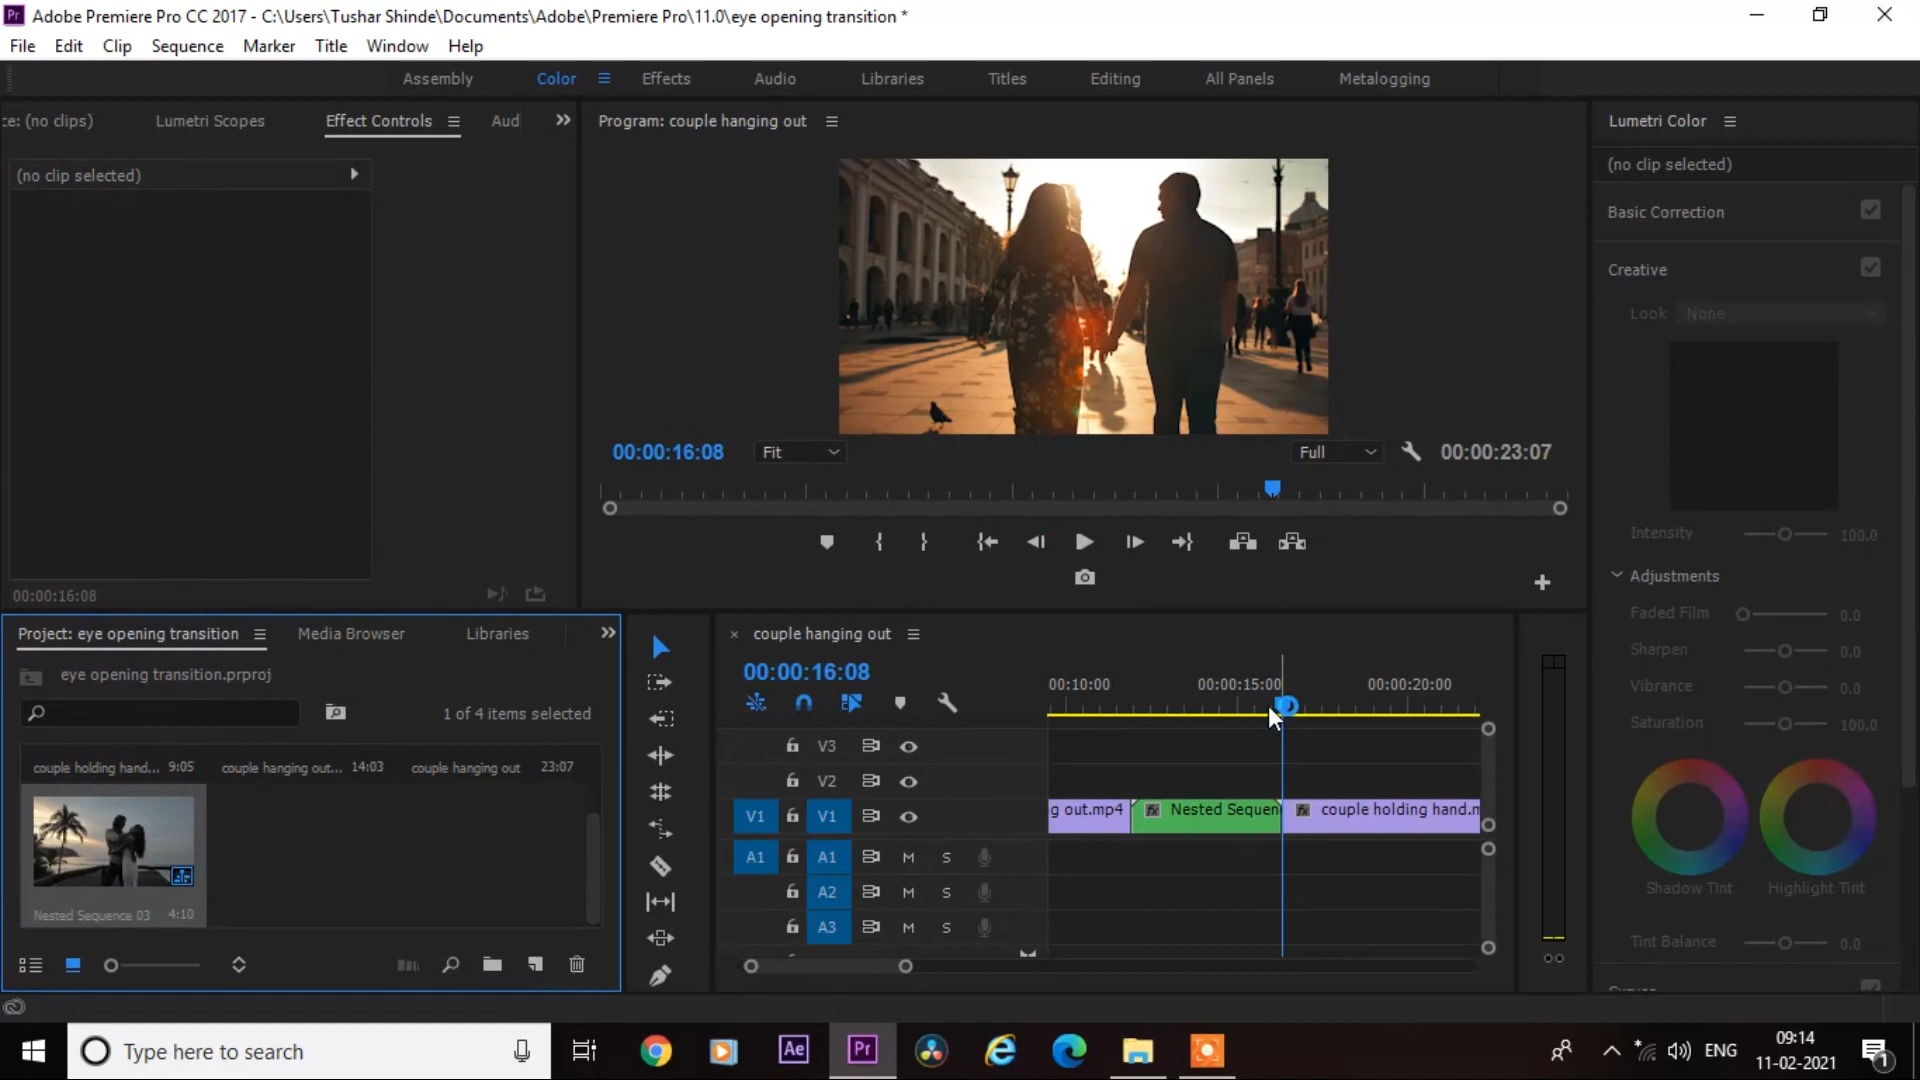 Adobe Premiere Pro CC 2017 - C:\Users\Tushar Shinde\Documents\Adobe\Premiere Pro\11.0\eye opening transition *
File Edit Clip Sequence Marker Title Window Help
Assembly Color Effects Audio Libraries Titles Editing All Panels Metalogging
ce: (no clips) Lumetri Scopes Effect Controls Aud
(no clip selected)
00:00:16:08
Program: couple hanging out
00:00:16:08 Fit Full 00:00:23:07
Lumetri Color
(no clip selected)
Basic Correction
Creative
Look None
Intensity 100.0
Adjustments
Faded Film 0.0
Sharpen 0.0
Vibrance 0.0
Saturation 100.0
Shadow Tint Highlight Tint
Tint Balance 0.0
Project: eye opening transition Media Browser Libraries
eye opening transition.prproj
1 of 4 items selected
couple holding hand... 9:05 couple hanging out... 14:03 couple hanging out 23:07
Nested Sequence 03 4:10
couple hanging out
00:00:16:08
00:10:00 00:00:15:00 00:00:20:00
V3
V2
V1 V1 g out.mp4 Nested Sequen couple holding hand.m
A1 A1 M S
A2 M S
A3 M S
Type here to search
Ae Pr
ENG
09:14
11-02-2021
1